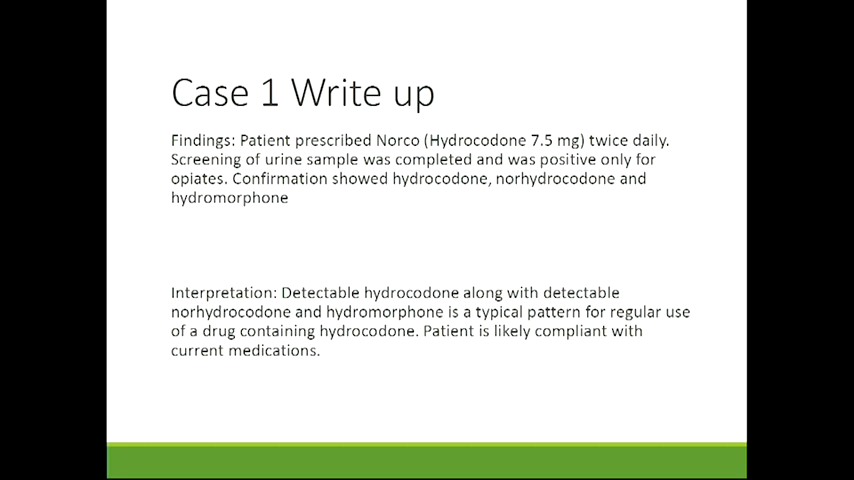 Case 1 Write up
Findings: Patient prescribed Norco (Hydrocodone 7.5 mg) twice daily.
Screening of urine sample was completed and was positive only for
opiates. Confirmation showed hydrocodone, norhydrocodone and
hydromorphone
Interpretation: Detectable hydrocodone along with detectable
norhydrocodone and hydromorphone is a typical pattern for regular use
of a drug containing hydrocodone. Patient is likely compliant with
current medications.